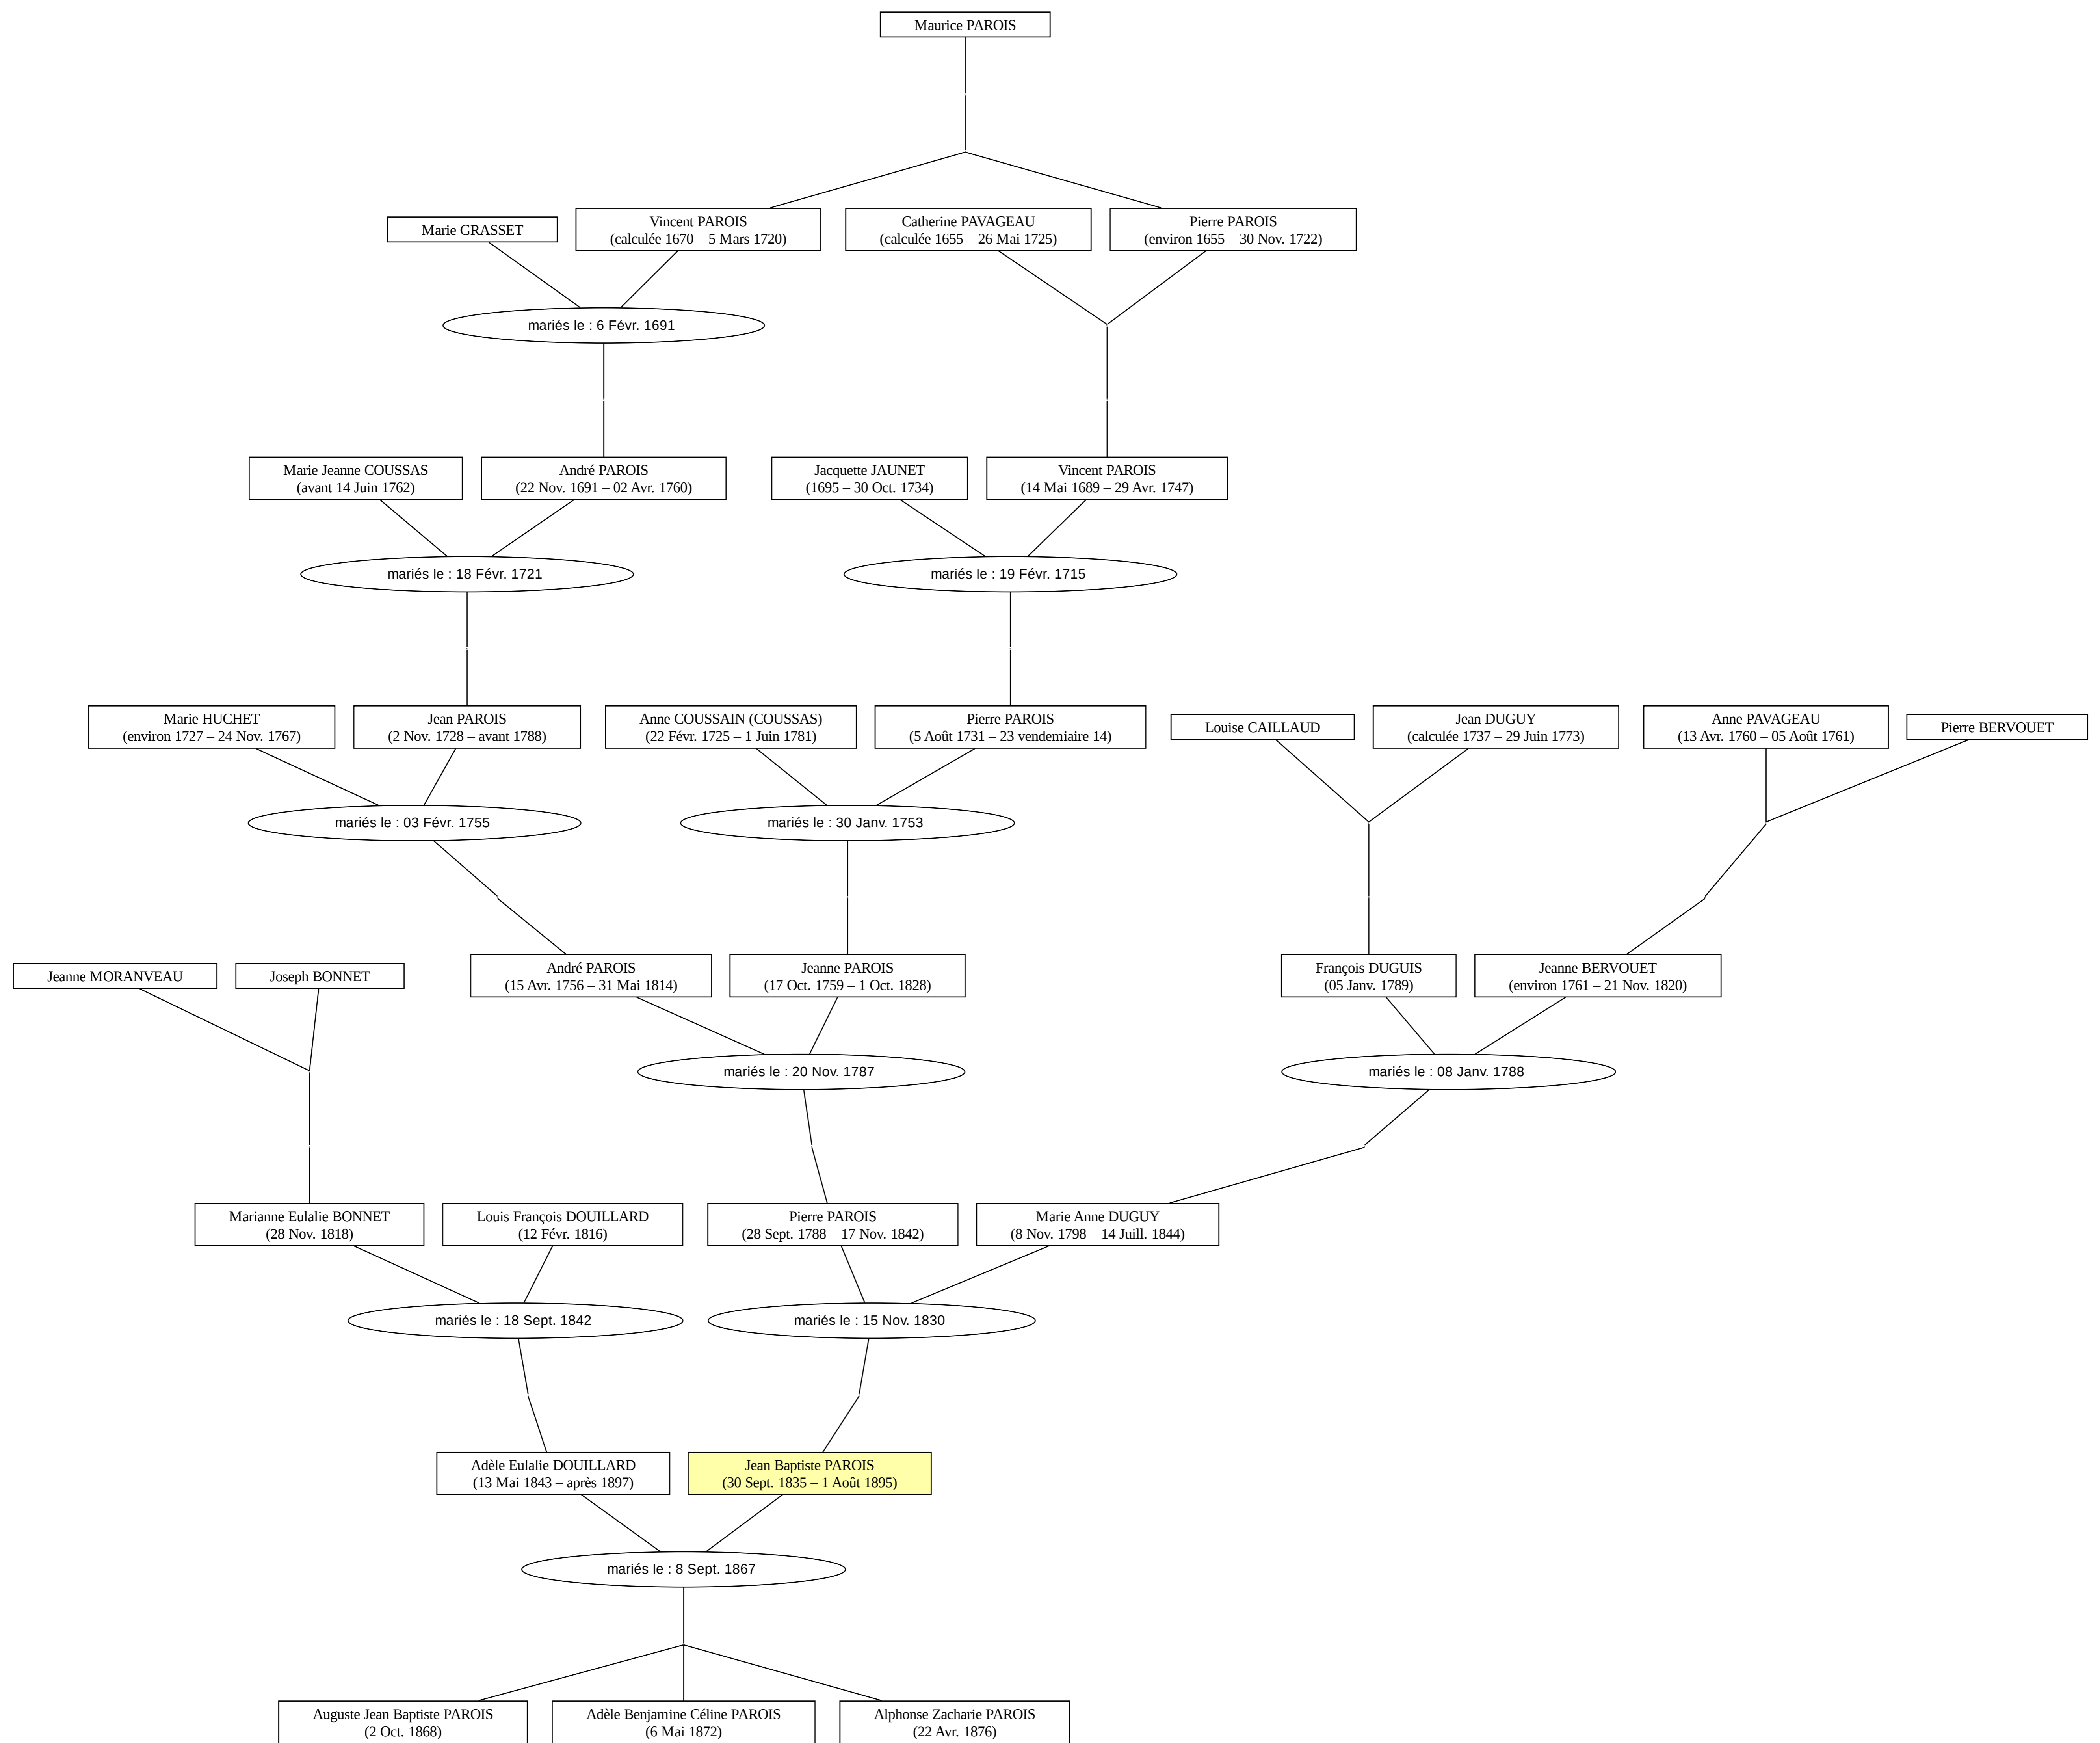 Maurice PAROIS
Marie GRASSET
Vincent PAROIS
(calculée 1670 – 5 Mars 1720)
Catherine PAVAGEAU
(calculée 1655 – 26 Mai 1725)
Pierre PAROIS
(environ 1655 – 30 Nov. 1722)
mariés le : 6 Févr. 1691
Marie Jeanne COUSSAS
(avant 14 Juin 1762)
André PAROIS
(22 Nov. 1691 – 02 Avr. 1760)
Jacquette JAUNET
(1695 – 30 Oct. 1734)
Vincent PAROIS
(14 Mai 1689 – 29 Avr. 1747)
mariés le : 18 Févr. 1721
mariés le : 19 Févr. 1715
Marie HUCHET
(environ 1727 – 24 Nov. 1767)
Jean PAROIS
(2 Nov. 1728 – avant 1788)
Anne COUSSAIN (COUSSAS)
(22 Févr. 1725 – 1 Juin 1781)
Pierre PAROIS
(5 Août 1731 – 23 vendemiaire 14)
Louise CAILLAUD
Jean DUGUY
(calculée 1737 – 29 Juin 1773)
Anne PAVAGEAU
(13 Avr. 1760 – 05 Août 1761)
Pierre BERVOUET
mariés le : 03 Févr. 1755
mariés le : 30 Janv. 1753
Jeanne MORANVEAU
Joseph BONNET
André PAROIS
(15 Avr. 1756 – 31 Mai 1814)
Jeanne PAROIS
(17 Oct. 1759 – 1 Oct. 1828)
François DUGUIS
(05 Janv. 1789)
Jeanne BERVOUET
(environ 1761 – 21 Nov. 1820)
mariés le : 20 Nov. 1787
mariés le : 08 Janv. 1788
Marianne Eulalie BONNET
(28 Nov. 1818)
Louis François DOUILLARD
(12 Févr. 1816)
Pierre PAROIS
(28 Sept. 1788 – 17 Nov. 1842)
Marie Anne DUGUY
(8 Nov. 1798 – 14 Juill. 1844)
mariés le : 18 Sept. 1842
mariés le : 15 Nov. 1830
Adèle Eulalie DOUILLARD
(13 Mai 1843 – après 1897)
Jean Baptiste PAROIS
(30 Sept. 1835 – 1 Août 1895)
mariés le : 8 Sept. 1867
Auguste Jean Baptiste PAROIS
(2 Oct. 1868)
Adèle Benjamine Céline PAROIS
(6 Mai 1872)
Alphonse Zacharie PAROIS
(22 Avr. 1876)